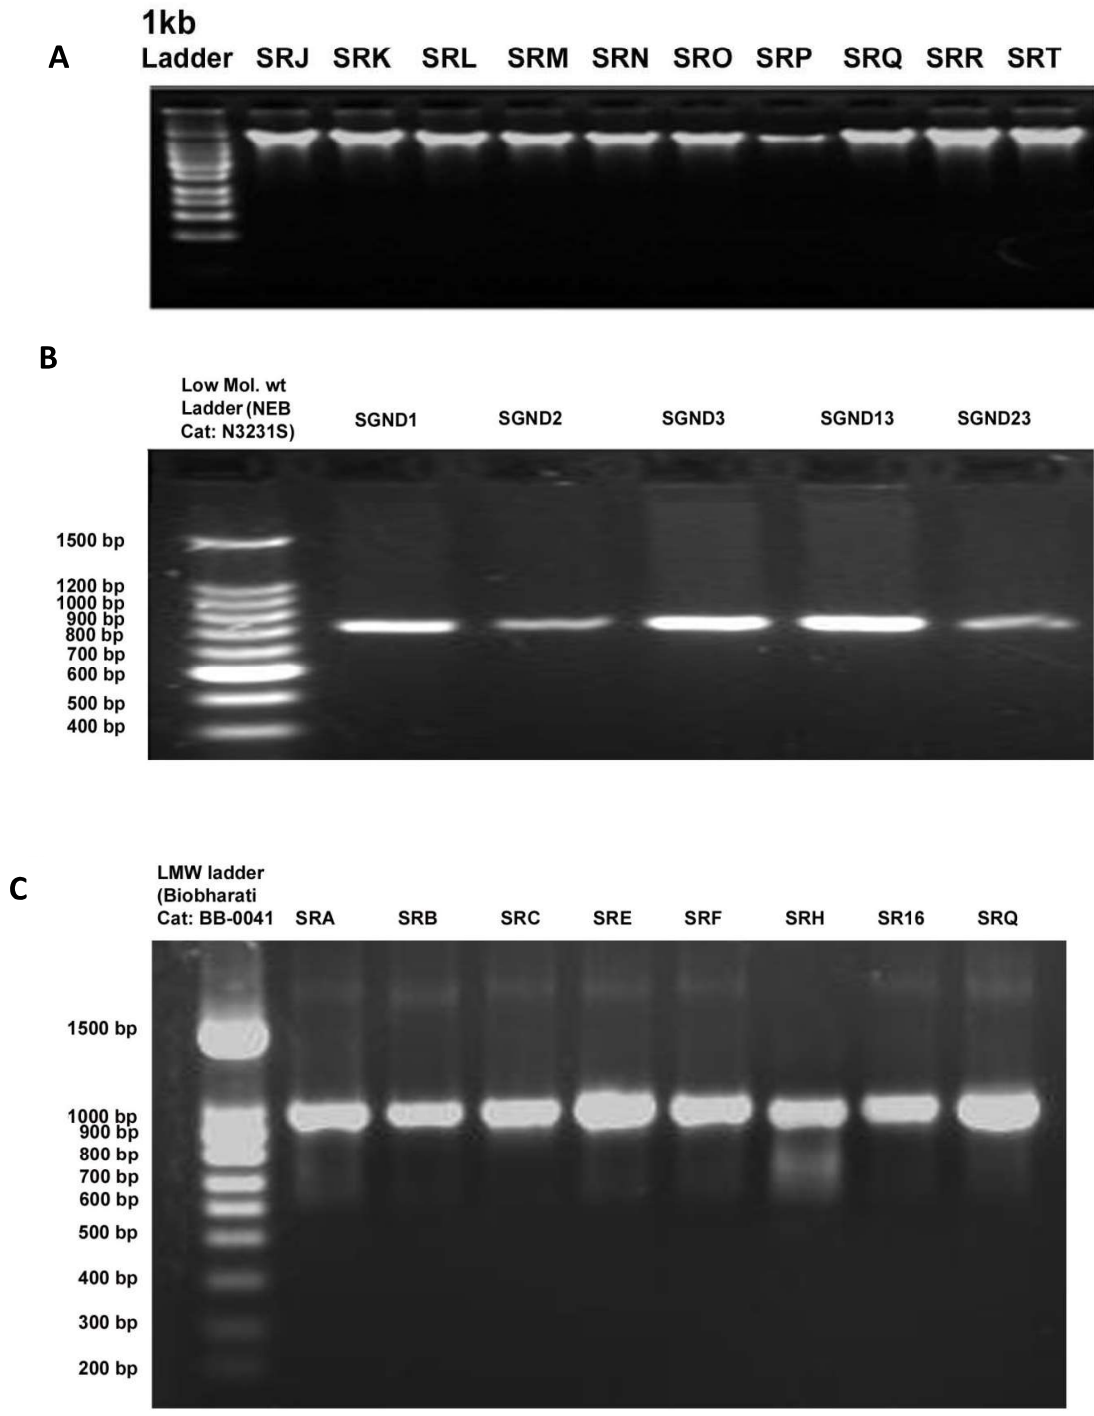 A
1kb
Ladder SRJ SRK SRL SRM SRN SRO SRP SRQ SRR SRT
B
Low Mol. wt
Ladder (NEB
Cat: N3231S)
SGND1 SGND2 SGND3 SGND13 SGND23
1500 bp
1200 bp
1000 bp
900 bp
800 bp
700 bp
600 bp
500 bp
400 bp
C
LMW ladder
(Biobharati
Cat: BB-0041 SRA SRB SRC SRE SRF SRH SR16 SRQ
1500 bp
1000 bp
900 bp
800 bp
700 bp
600 bp
500 bp
400 bp
300 bp
200 bp